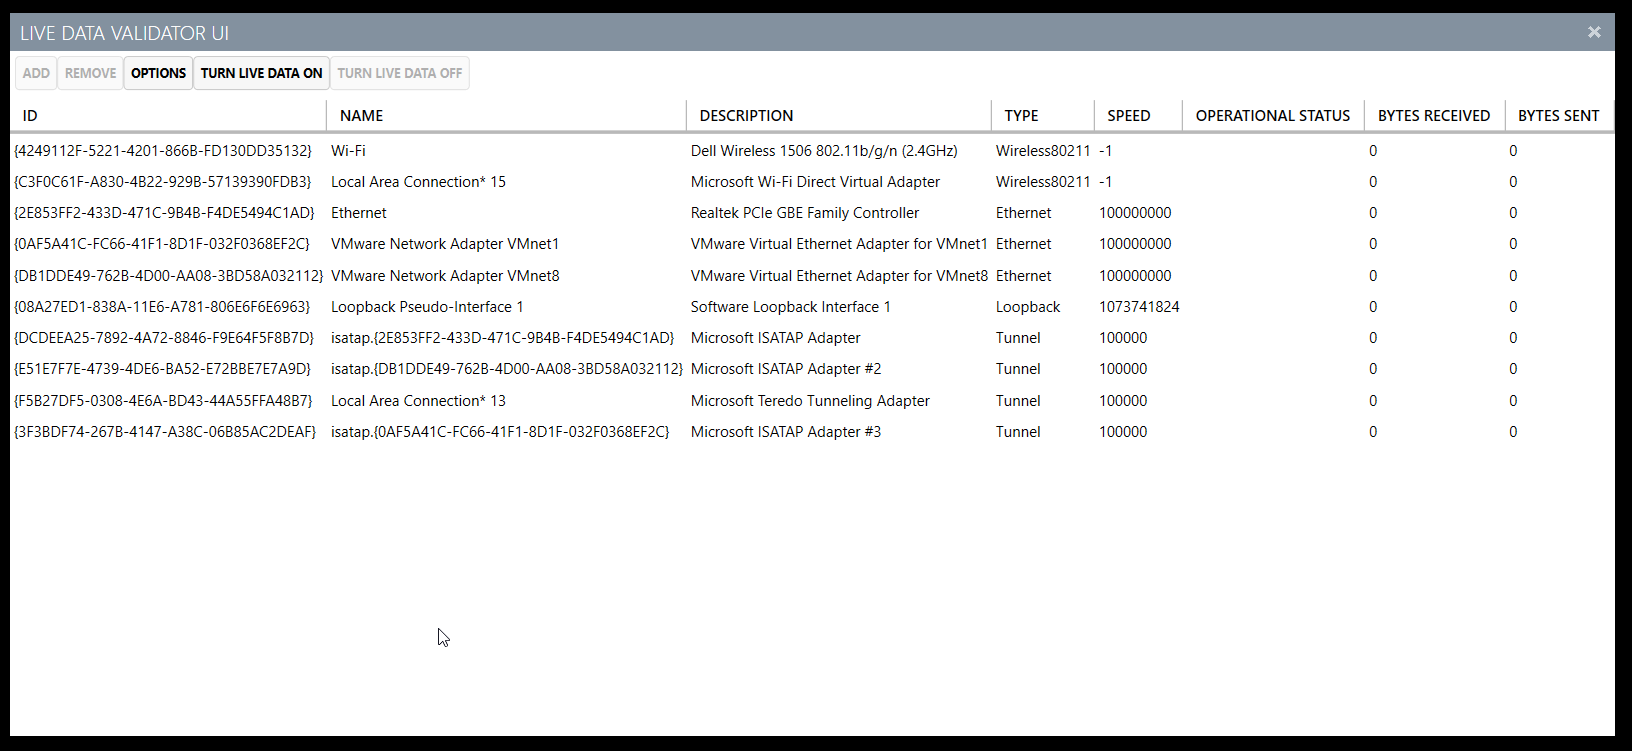 LIVE DATA VALIDATOR UI
ADD REMOVE OPTIONS TURN LIVE DATA ON TURN LIVE DATA OFF
ID NAME DESCRIPTION TYPE SPEED OPERATIONAL STATUS BYTES RECEIVED BYTES SENT
{4249112F-5221-4201-866B-FD130DD35132} Wi-Fi Dell Wireless 1506 802.11b/g/n (2.4GHz) Wireless80211 -1 0 0
{C3F0C61F-A830-4B22-929B-57139390FDB3} Local Area Connection* 15 Microsoft Wi-Fi Direct Virtual Adapter Wireless80211 -1 0 0
{2E853FF2-433D-471C-9B4B-F4DE5494C1AD} Ethernet Realtek PCIe GBE Family Controller Ethernet 100000000 0 0
{0AF5A41C-FC66-41F1-8D1F-032F0368EF2C} VMware Network Adapter VMnet1 VMware Virtual Ethernet Adapter for VMnet1 Ethernet 100000000 0 0
{DB1DDE49-762B-4D00-AA08-3BD58A032112} VMware Network Adapter VMnet8 VMware Virtual Ethernet Adapter for VMnet8 Ethernet 100000000 0 0
{08A27ED1-838A-11E6-A781-806E6F6E6963} Loopback Pseudo-Interface 1 Software Loopback Interface 1 Loopback 1073741824 0 0
{DCDEEA25-7892-4A72-8846-F9E64F5F8B7D} isatap.{2E853FF2-433D-471C-9B4B-F4DE5494C1AD} Microsoft ISATAP Adapter Tunnel 100000 0 0
{E51E7F7E-4739-4DE6-BA52-E72BBE7E7A9D} isatap.{DB1DDE49-762B-4D00-AA08-3BD58A032112} Microsoft ISATAP Adapter #2 Tunnel 100000 0 0
{F5B27DF5-0308-4E6A-BD43-44A55FFA48B7} Local Area Connection* 13 Microsoft Teredo Tunneling Adapter Tunnel 100000 0 0
{3F3BDF74-267B-4147-A38C-06B85AC2DEAF} isatap.{0AF5A41C-FC66-41F1-8D1F-032F0368EF2C} Microsoft ISATAP Adapter #3 Tunnel 100000 0 0